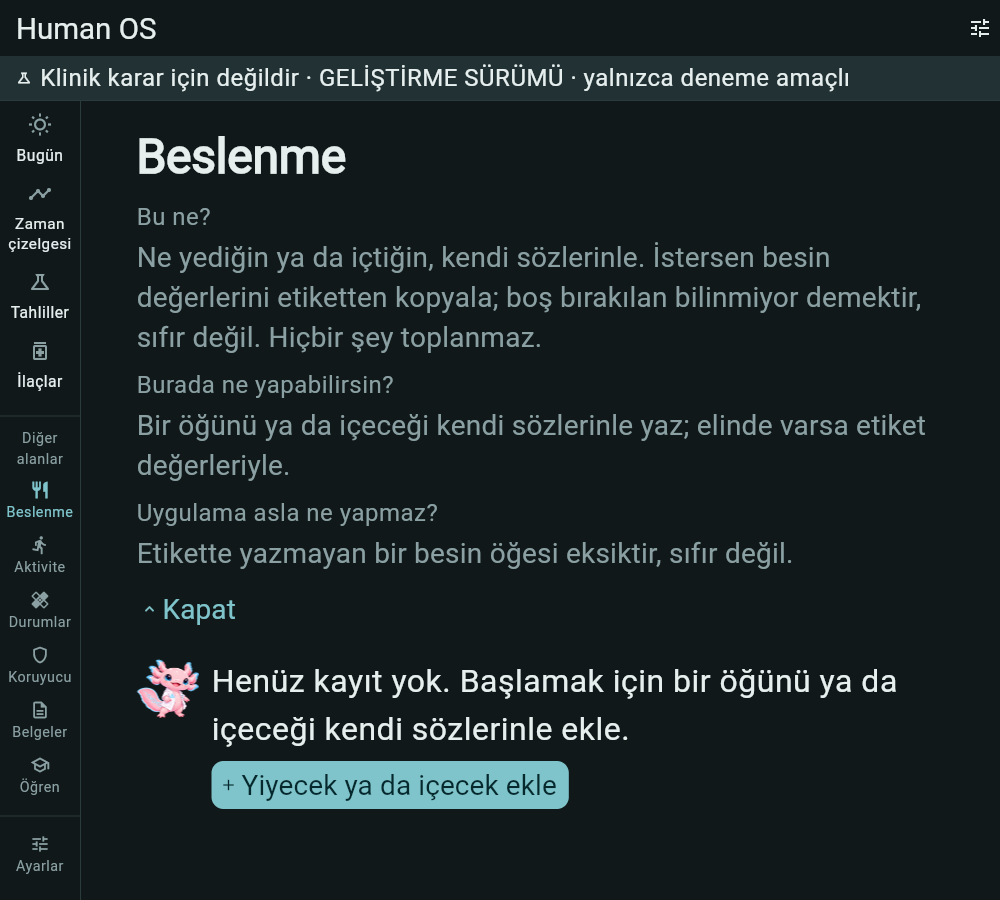 Human OS
Klinik karar için değildir · GELİŞTİRME SÜRÜMÜ · yalnızca deneme amaçlı
Bugün
Zaman
çizelgesi
Tahliller
İlaçlar
Diğer
alanlar
Beslenme
Aktivite
Durumlar
Koruyucu
Belgeler
Öğren
Ayarlar
Beslenme
Bu ne?
Ne yediğin ya da içtiğin, kendi sözlerinle. İstersen besin
değerlerini etiketten kopyala; boş bırakılan bilinmiyor demektir,
sıfır değil. Hiçbir şey toplanmaz.
Burada ne yapabilirsin?
Bir öğünü ya da içeceği kendi sözlerinle yaz; elinde varsa etiket
değerleriyle.
Uygulama asla ne yapmaz?
Etikette yazmayan bir besin öğesi eksiktir, sıfır değil.
Kapat
Henüz kayıt yok. Başlamak için bir öğünü ya da
içeceği kendi sözlerinle ekle.
+ Yiyecek ya da içecek ekle